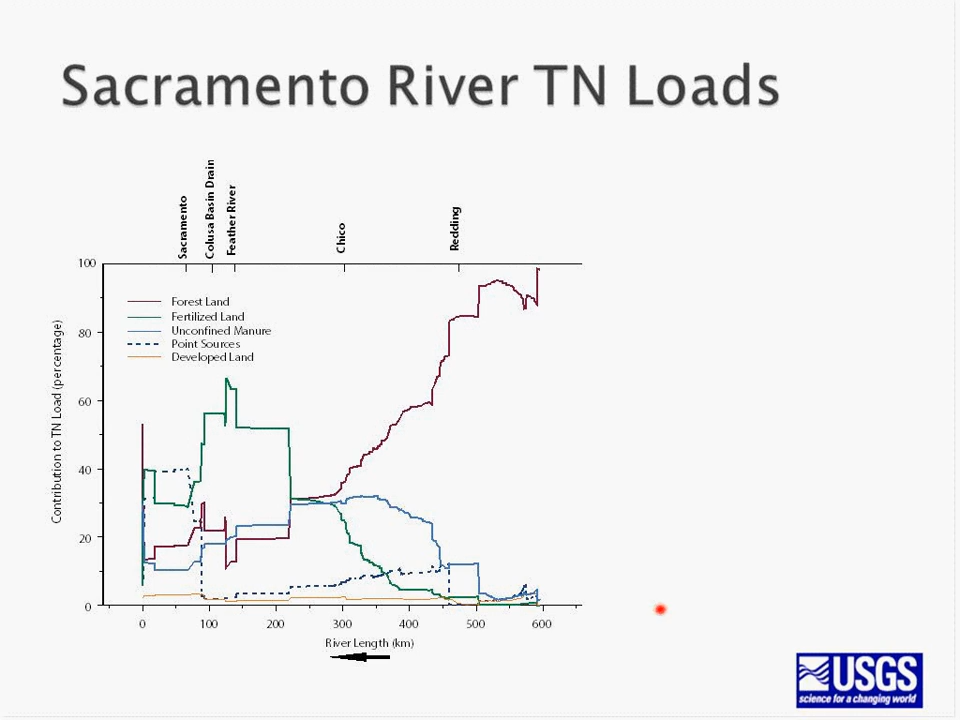 Sacramento River TN Loads
Sacramento
Colusa Basin Drain
Feather River
Chico
Redding
100
80
60
40
20
0
Contribution to TN Load (percentage)
Forest Land
Fertilized Land
Unconfined Manure
Point Sources
Developed Land
0 100 200 300 400 500 600
River Length (km)
USGS
science for a changing world